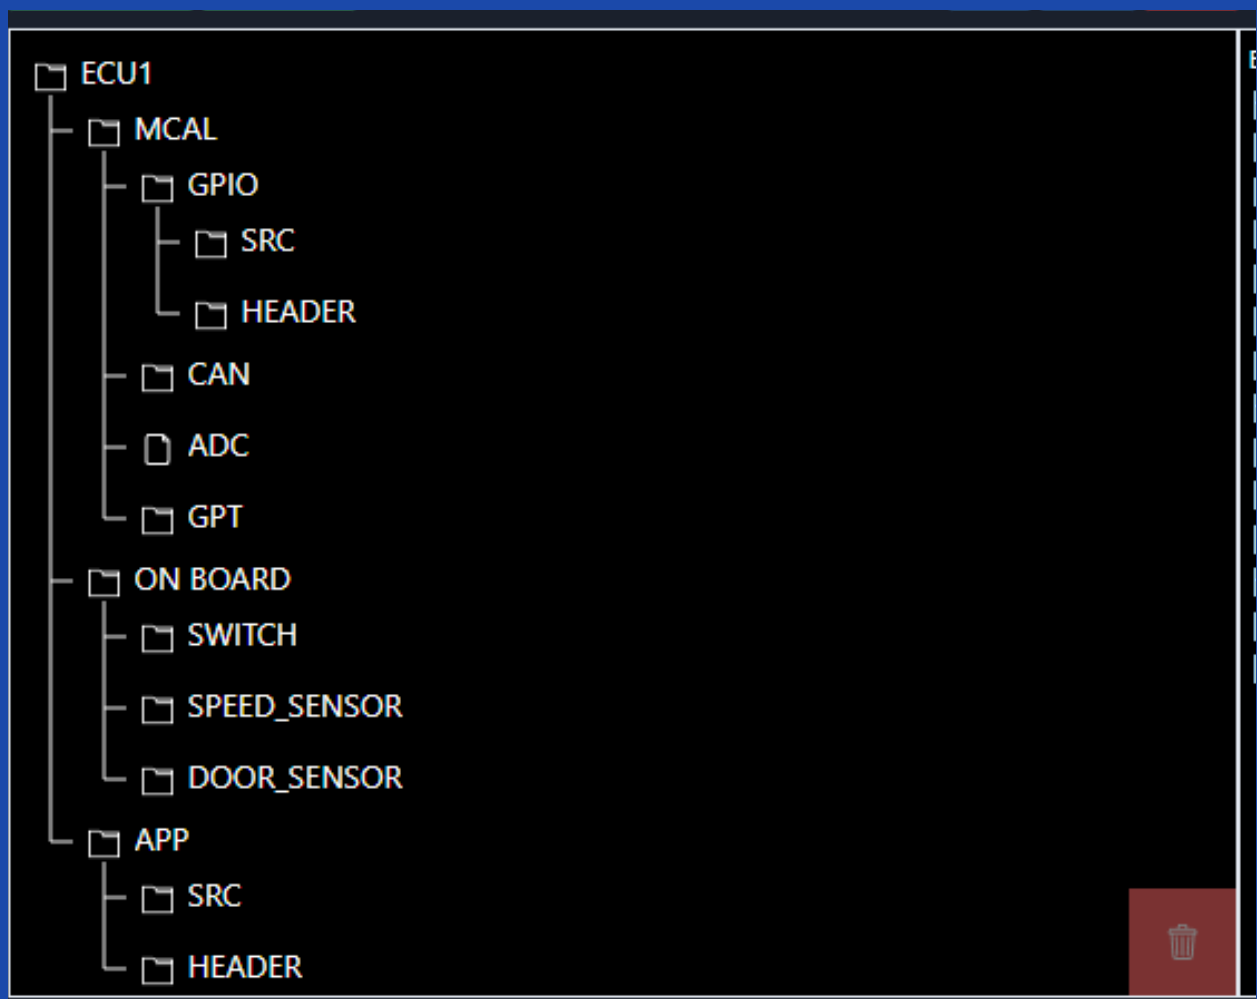 ECU1
MCAL
GPIO
SRC
HEADER
CAN
ADC
GPT
ON BOARD
SWITCH
SPEED_SENSOR
DOOR_SENSOR
APP
SRC
HEADER